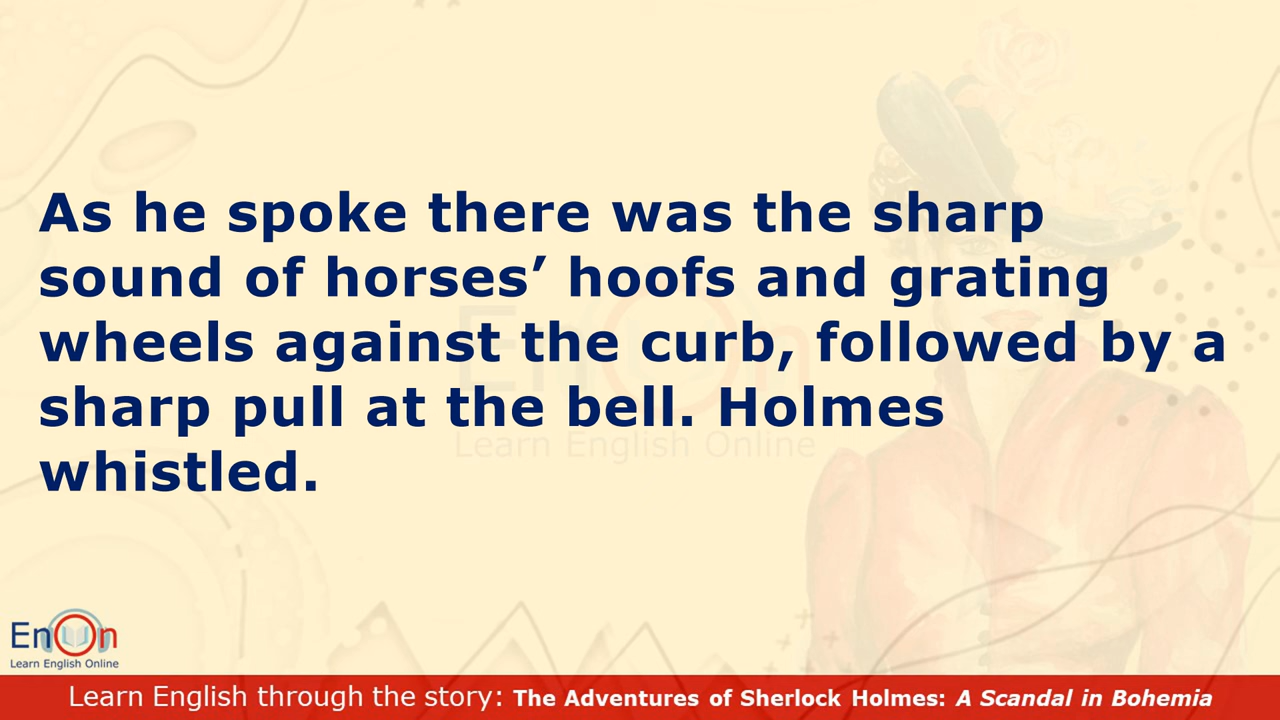 As he spoke there was the sharp
sound of horses’ hoofs and grating
wheels against the curb, followed by a
sharp pull at the bell. Holmes
whistled.
EnOn
Learn English Online
EnOn
Learn English Online
Learn English through the story: The Adventures of Sherlock Holmes: A Scandal in Bohemia